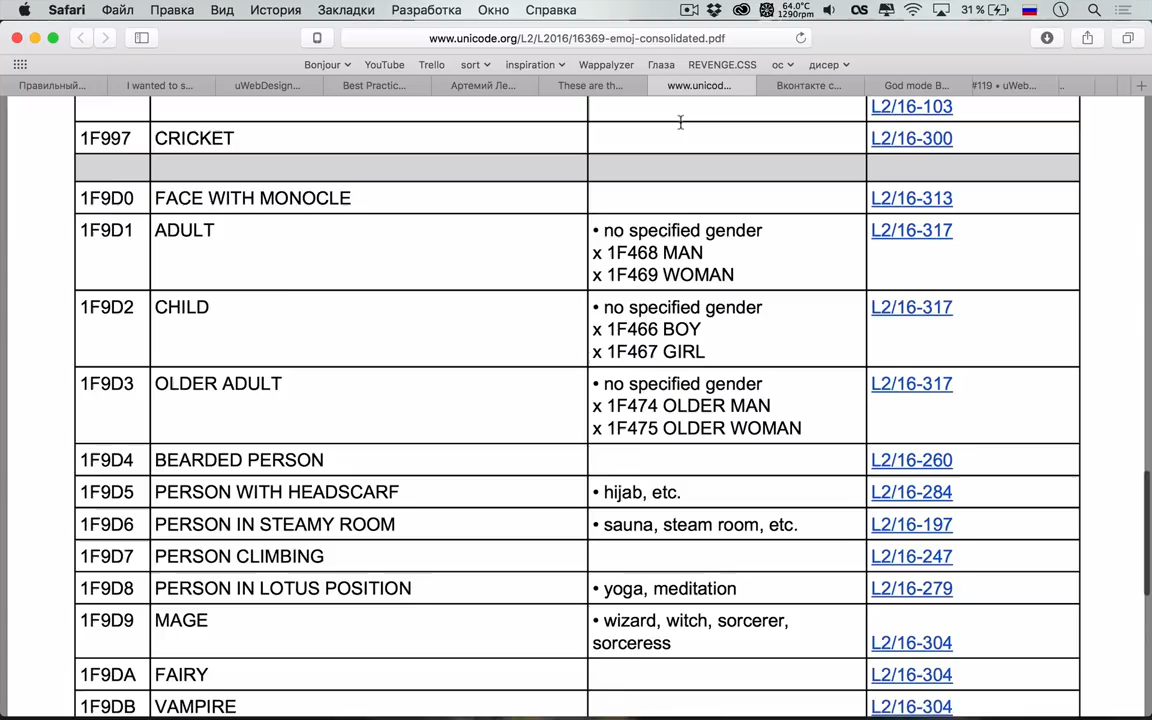 Safari Файл Правка Вид История Закладки Разработка Окно Справка 64.0°C 1290rpm 31 %
www.unicode.org/L2/L2016/16369-emoj-consolidated.pdf
Bonjour YouTube Trello sort inspiration Wappalyzer Глаза REVENGE.CSS ос дисер
Правильный... I wanted to s... uWebDesign... Best Practic... Артемий Ле... These are th... www.unicod... Вконтакте с... God mode B... #119 • uWeb...
L2/16-103
1F997 CRICKET L2/16-300
1F9D0 FACE WITH MONOCLE L2/16-313
1F9D1 ADULT • no specified gender L2/16-317
x 1F468 MAN
x 1F469 WOMAN
1F9D2 CHILD • no specified gender L2/16-317
x 1F466 BOY
x 1F467 GIRL
1F9D3 OLDER ADULT • no specified gender L2/16-317
x 1F474 OLDER MAN
x 1F475 OLDER WOMAN
1F9D4 BEARDED PERSON L2/16-260
1F9D5 PERSON WITH HEADSCARF • hijab, etc. L2/16-284
1F9D6 PERSON IN STEAMY ROOM • sauna, steam room, etc. L2/16-197
1F9D7 PERSON CLIMBING L2/16-247
1F9D8 PERSON IN LOTUS POSITION • yoga, meditation L2/16-279
1F9D9 MAGE • wizard, witch, sorcerer,
sorceress L2/16-304
1F9DA FAIRY L2/16-304
1F9DB VAMPIRE L2/16-304